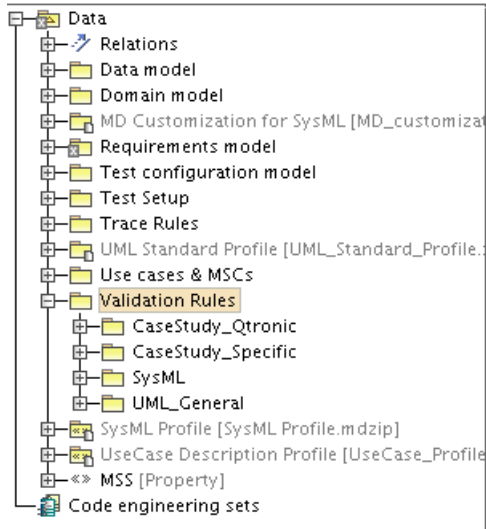 Data
Relations
Data model
Domain model
MD Customization for SysML [MD_customizat
Requirements model
Test configuration model
Test Setup
Trace Rules
UML Standard Profile [UML_Standard_Profile.
Use cases & MSCs
Validation Rules
CaseStudy_Qtronic
CaseStudy_Specific
SysML
UML_General
SysML Profile [SysML Profile.mdzip]
UseCase Description Profile [UseCase_Profile
«» MSS [Property]
Code engineering sets